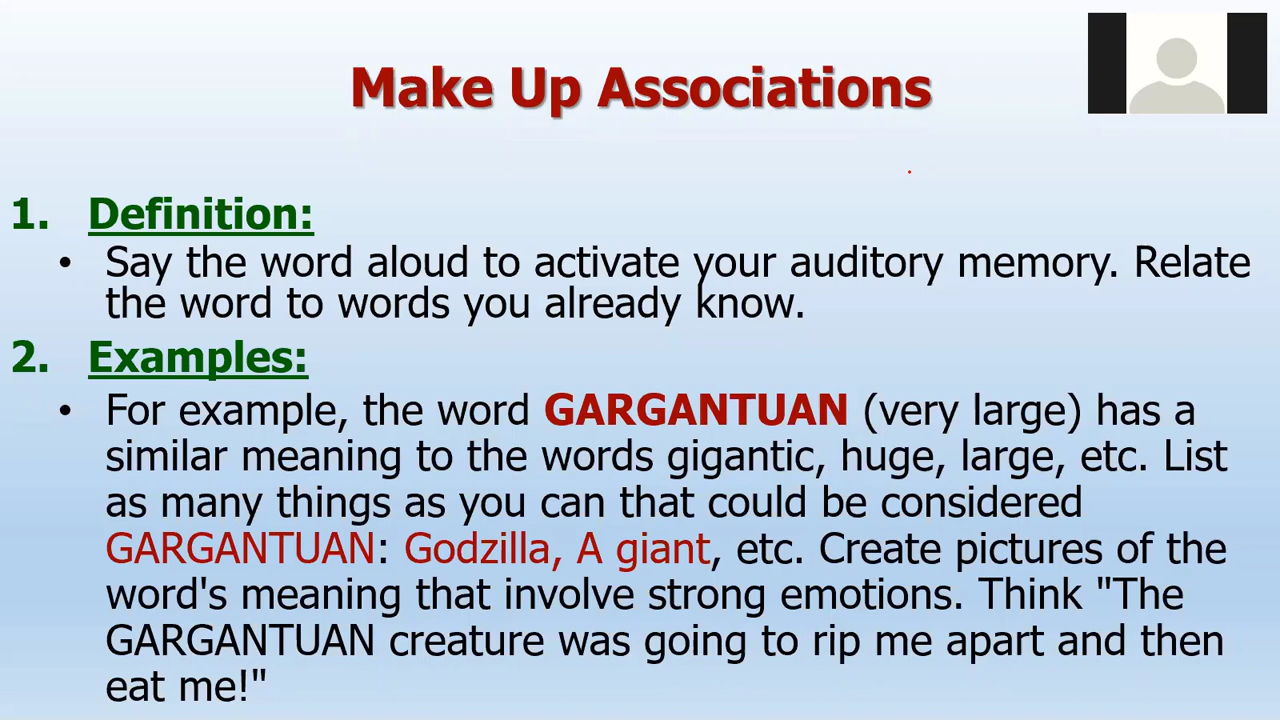 Make Up Associations
1. Definition:
• Say the word aloud to activate your auditory memory. Relate
the word to words you already know.
2. Examples:
• For example, the word GARGANTUAN (very large) has a
similar meaning to the words gigantic, huge, large, etc. List
as many things as you can that could be considered
GARGANTUAN: Godzilla, A giant, etc. Create pictures of the
word's meaning that involve strong emotions. Think "The
GARGANTUAN creature was going to rip me apart and then
eat me!"